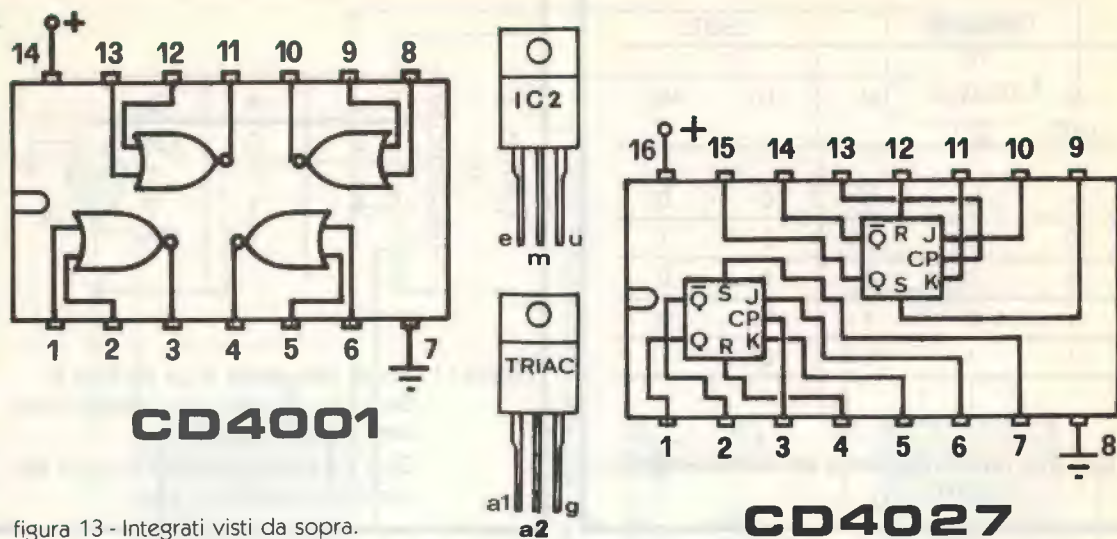 +
14 13 12 11 10 9 8
1 2 3 4 5 6 7
CD4001
IC2
e m u
TRIAC
a1 a2 g
+
16 15 14 13 12 11 10 9
Q̅ R J
CP
Q S K
Q̅ S J
CP
Q R K
1 2 3 4 5 6 7 8
CD4027
figura 13 - Integrati visti da sopra.